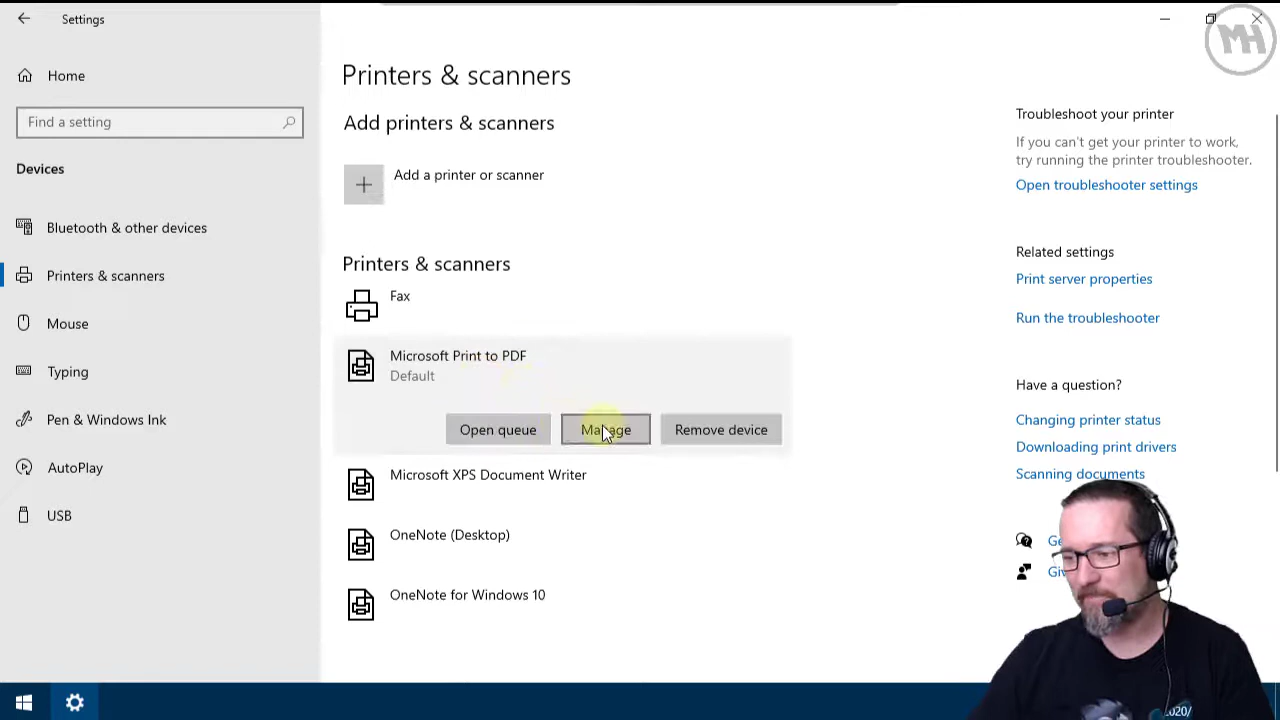 Settings
MH
Home
Find a setting
Devices
Bluetooth & other devices
Printers & scanners
Mouse
Typing
Pen & Windows Ink
AutoPlay
USB
Printers & scanners
Add printers & scanners
Add a printer or scanner
Printers & scanners
Fax
Microsoft Print to PDF
Default
Open queue
Manage
Remove device
Microsoft XPS Document Writer
OneNote (Desktop)
OneNote for Windows 10
Troubleshoot your printer
If you can't get your printer to work,
try running the printer troubleshooter.
Open troubleshooter settings
Related settings
Print server properties
Run the troubleshooter
Have a question?
Changing printer status
Downloading print drivers
Scanning documents
2020/